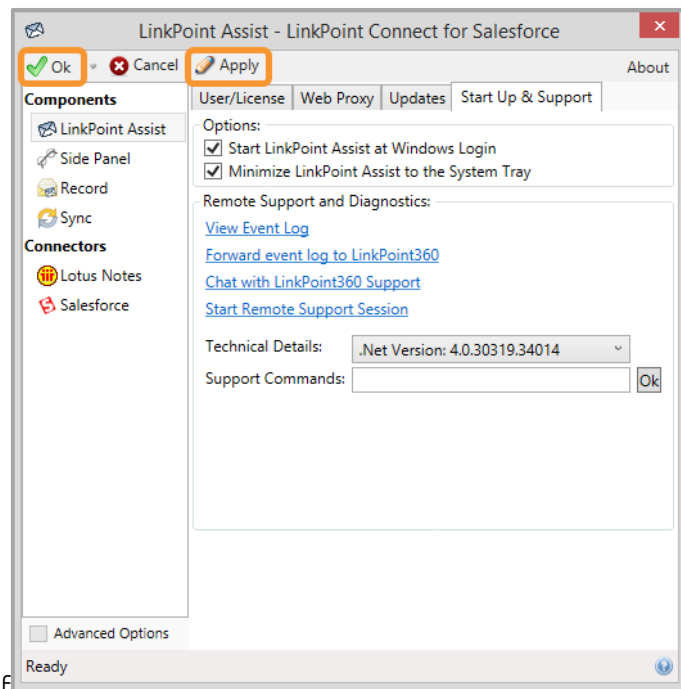 LinkPoint Assist - LinkPoint Connect for Salesforce
Ok Cancel Apply About
Components
LinkPoint Assist
Side Panel
Record
Sync
Connectors
Lotus Notes
Salesforce
Advanced Options
User/License Web Proxy Updates Start Up & Support
Options:
Start LinkPoint Assist at Windows Login
Minimize LinkPoint Assist to the System Tray
Remote Support and Diagnostics:
View Event Log
Forward event log to LinkPoint360
Chat with LinkPoint360 Support
Start Remote Support Session
Technical Details: .Net Version: 4.0.30319.34014
Support Commands: Ok
Ready